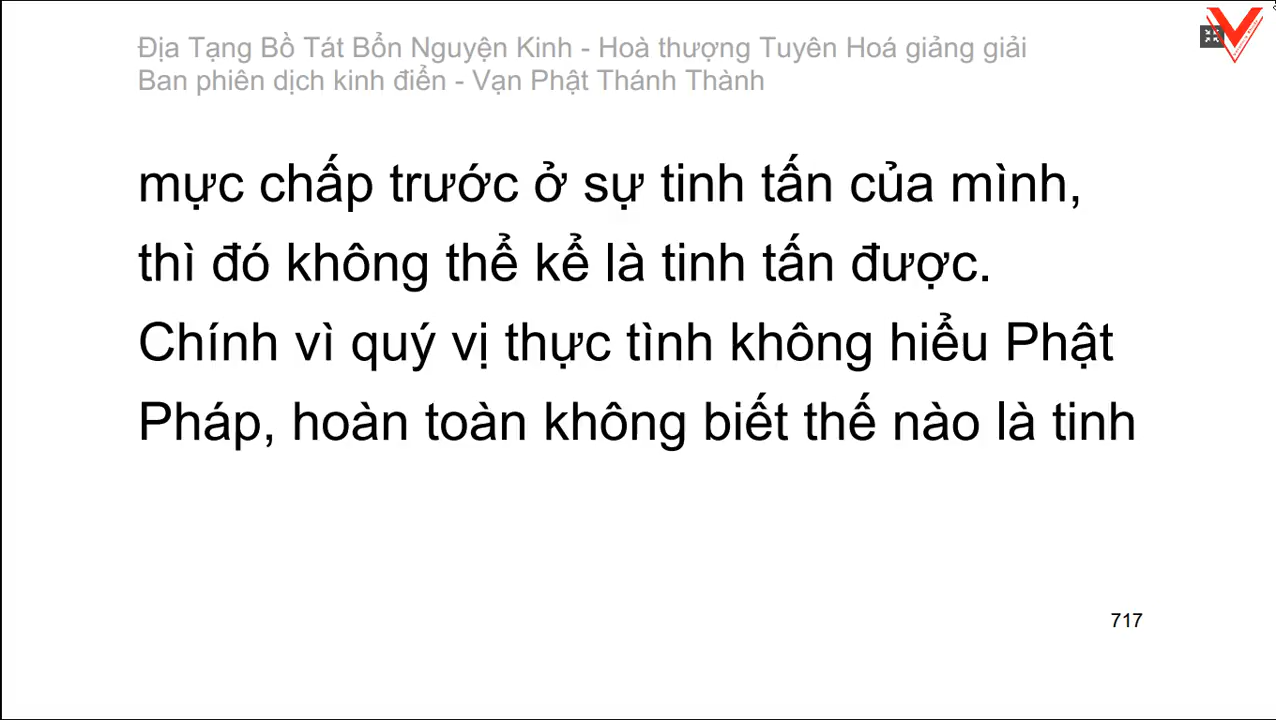 Địa Tạng Bồ Tát Bổn Nguyện Kinh - Hoà thượng Tuyên Hoá giảng giải
Ban phiên dịch kinh điển - Vạn Phật Thánh Thành
mực chấp trước ở sự tinh tấn của mình,
thì đó không thể kể là tinh tấn được.
Chính vì quý vị thực tình không hiểu Phật
Pháp, hoàn toàn không biết thế nào là tinh
717